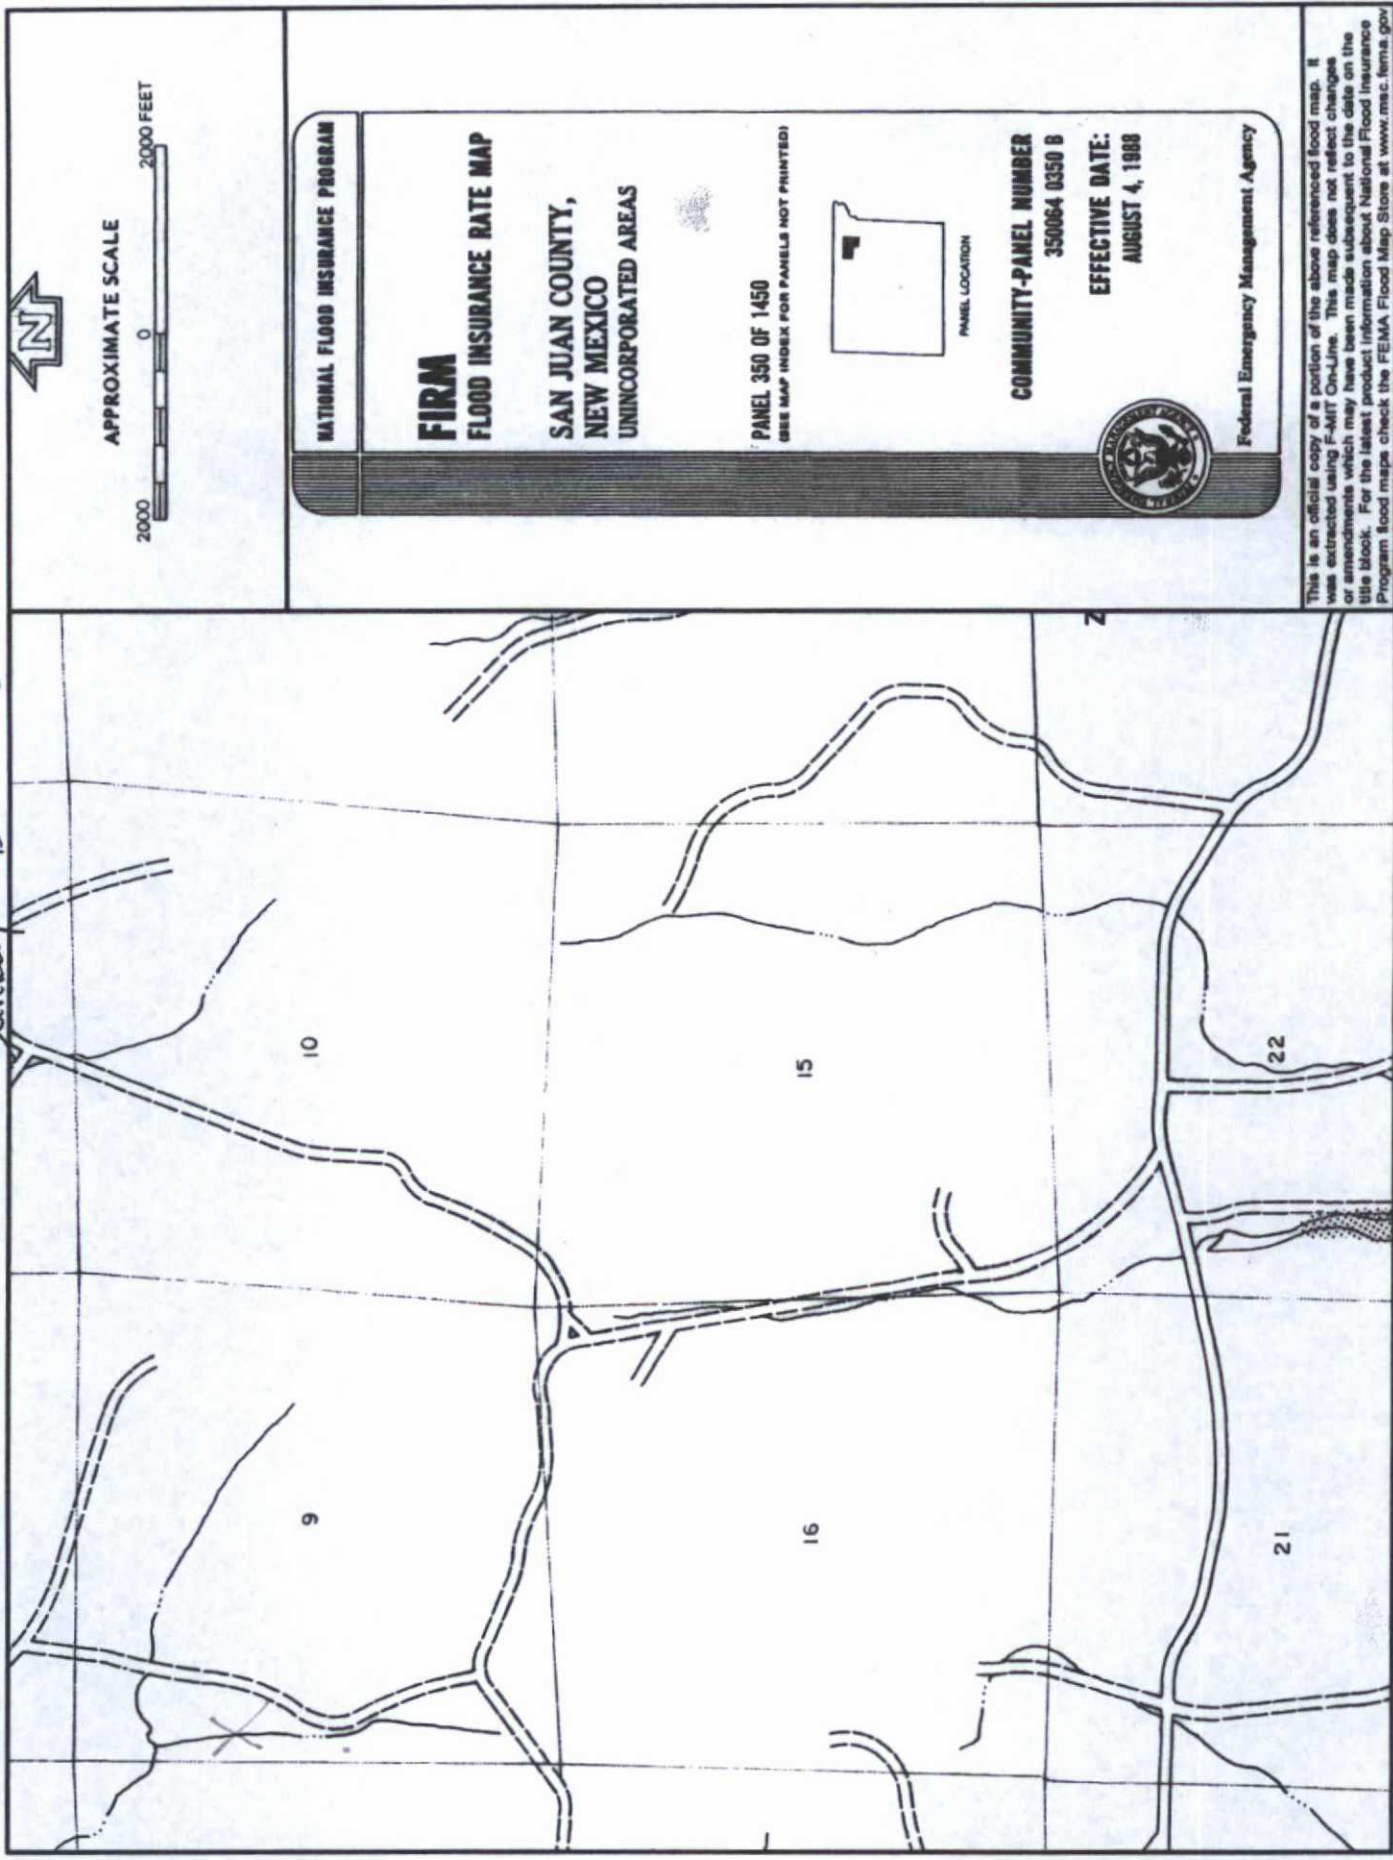 APPROXIMATE SCALE
2000 0 2000 FEET
N
NATIONAL FLOOD INSURANCE PROGRAM
FIRM
FLOOD INSURANCE RATE MAP
SAN JUAN COUNTY,
NEW MEXICO
UNINCORPORATED AREAS
PANEL 350 OF 1450
(SEE MAP INDEX FOR PANELS NOT PRINTED)
PANEL LOCATION
COMMUNITY-PANEL NUMBER
350064 0350 B
EFFECTIVE DATE:
AUGUST 4, 1988
Federal Emergency Management Agency
This is an official copy of a portion of the above referenced flood map. It
was extracted using F-MIT On-Line. This map does not reflect changes
or amendments which may have been made subsequent to the date on the
title block. For the latest product information about National Flood Insurance
Program flood maps check the FEMA Flood Map Store at www.msc.fema.gov
9
10
16
15
21
22